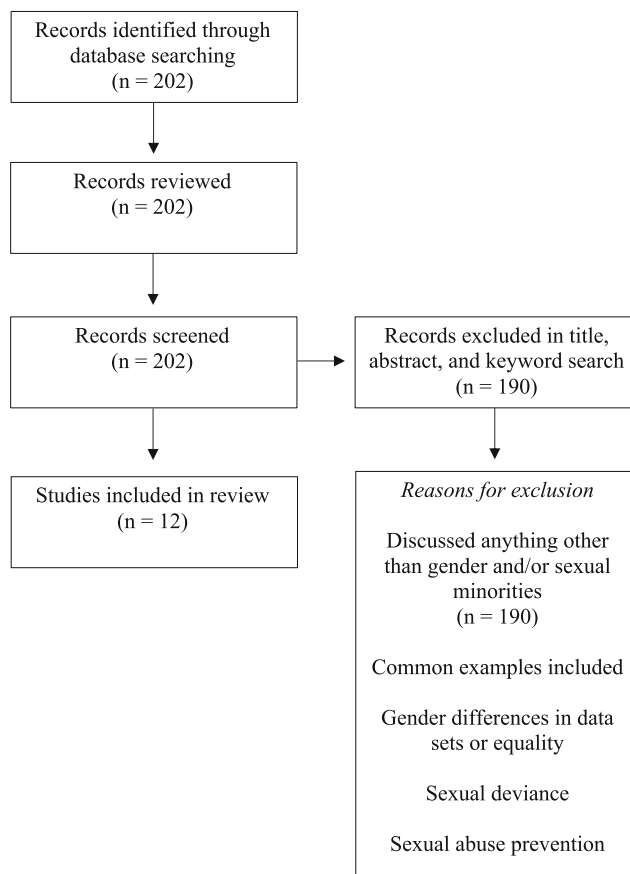 Records identified through
database searching
(n = 202)
Records reviewed
(n = 202)
Records screened
(n = 202)
Records excluded in title,
abstract, and keyword search
(n = 190)
Studies included in review
(n = 12)
Reasons for exclusion
Discussed anything other
than gender and/or sexual
minorities
(n = 190)
Common examples included
Gender differences in data
sets or equality
Sexual deviance
Sexual abuse prevention